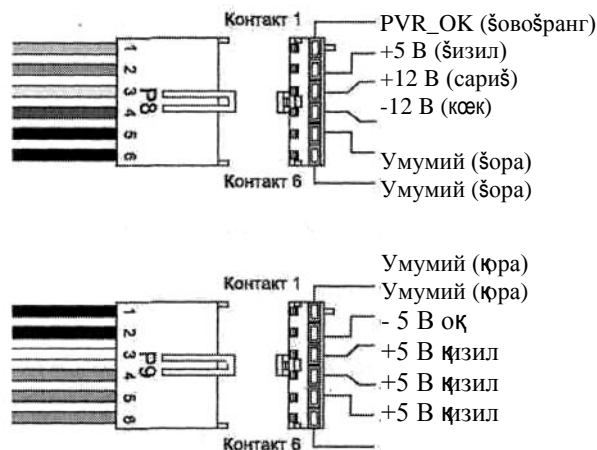 Контакт 1
PVR_OK (šовošранг)
+5 В (šизил)
+12 В (сариš)
-12 В (кœк)
Умумий (šора)
Умумий (šора)
1
2
3
4
5
6
P8
Контакт 6
Контакт 1
Умумий (қора)
Умумий (қора)
- 5 В оқ
+5 В қизил
+5 В қизил
+5 В қизил
1
2
3
4
5
6
P9
Контакт 6